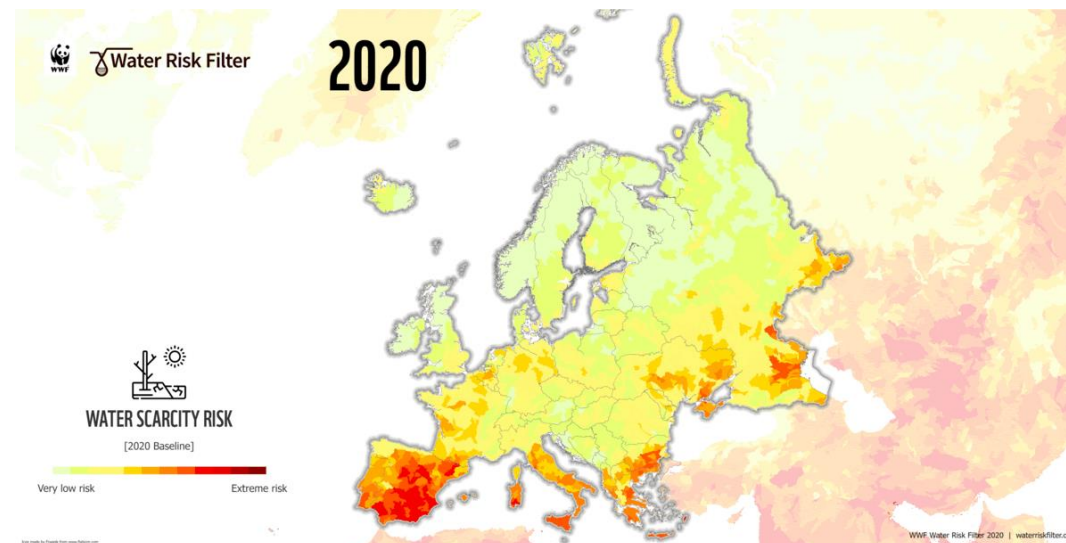 WWF
Water Risk Filter
2020
WATER SCARCITY RISK
[2020 Baseline]
Very low risk
Extreme risk
WWF Water Risk Filter 2020 | waterriskfilter.o